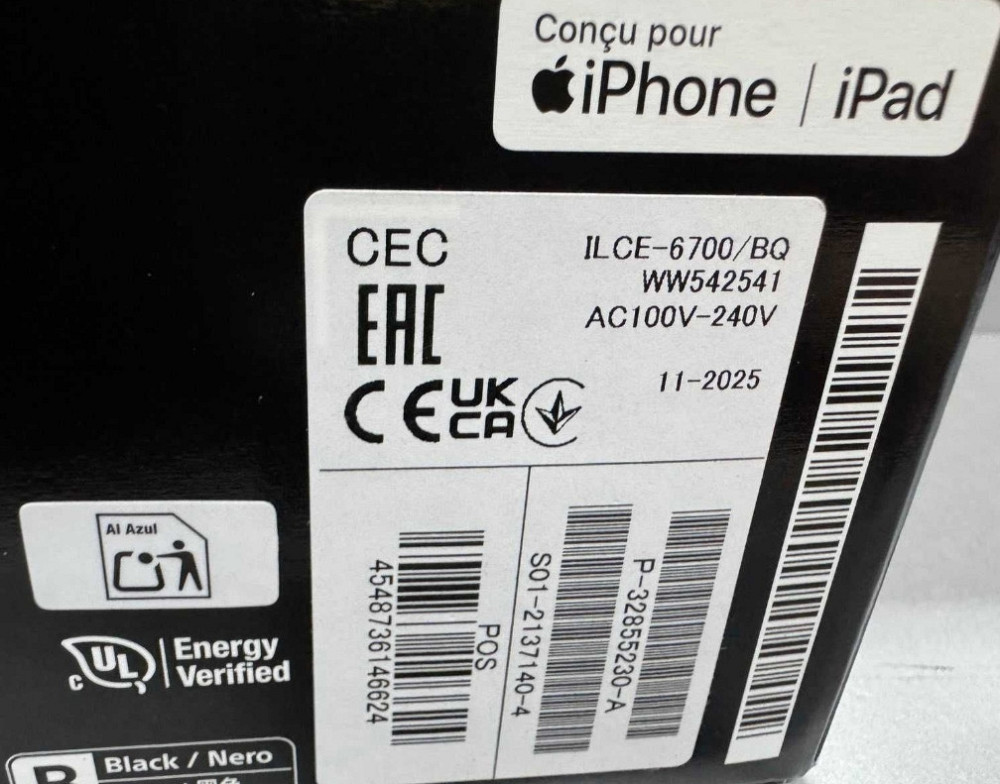 Conçu pour
iPhone | iPad
CEC
EAC
CE UK
CA
ILCE-6700/BQ
WW542541
AC100V-240V
11-2025
Al Azul
UL
C
Energy
Verified
4548736146624
POS
S01-2137140-4
P-32855230-A
B
Black / Nero